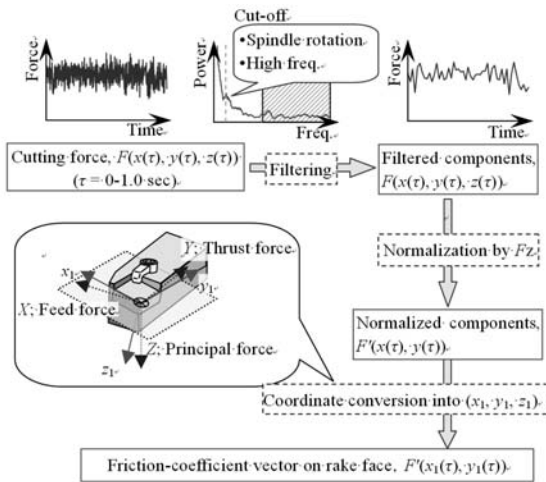 Cut-off
•Spindle rotation
•High freq.
Force
Time
Power
Freq.
Force
Time
Cutting force, F(x(τ), y(τ), z(τ))
(τ = 0-1.0 sec)
Filtering
Filtered components,
F(x(τ), y(τ), z(τ))
Normalization by Fz
Y; Thrust force
x₁
y₁
X; Feed force
Z; Principal force
z₁
Normalized components,
F'(x(τ), y(τ))
Coordinate conversion into (x₁, y₁, z₁)
Friction-coefficient vector on rake face, F'(x₁(τ), y₁(τ))